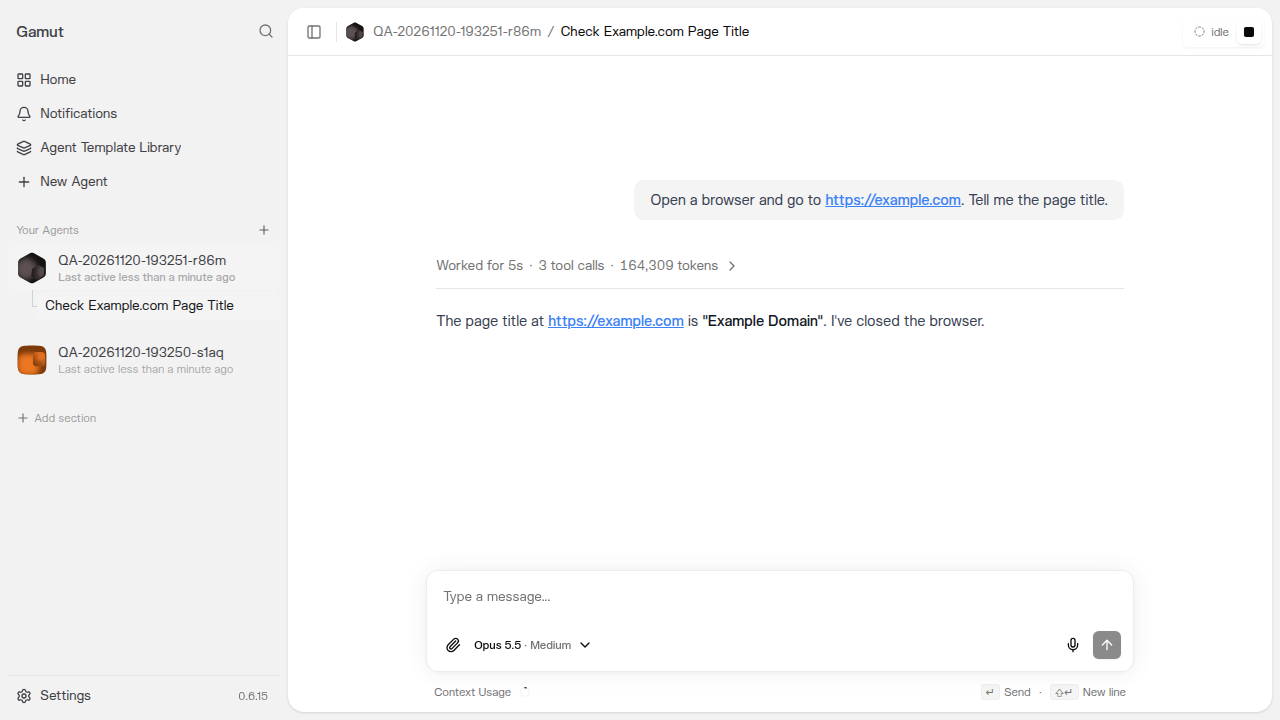 Gamut
Home
Notifications
Agent Template Library
New Agent
Your Agents
QA-20261120-193251-r86m
Last active less than a minute ago
Check Example.com Page Title
QA-20261120-193250-s1aq
Last active less than a minute ago
Add section
Settings
0.6.15
QA-20261120-193251-r86m / Check Example.com Page Title
idle
Open a browser and go to https://example.com. Tell me the page title.
Worked for 5s · 3 tool calls · 164,309 tokens
The page title at https://example.com is "Example Domain". I've closed the browser.
Type a message...
Opus 5.5 · Medium
Context Usage
Send · New line